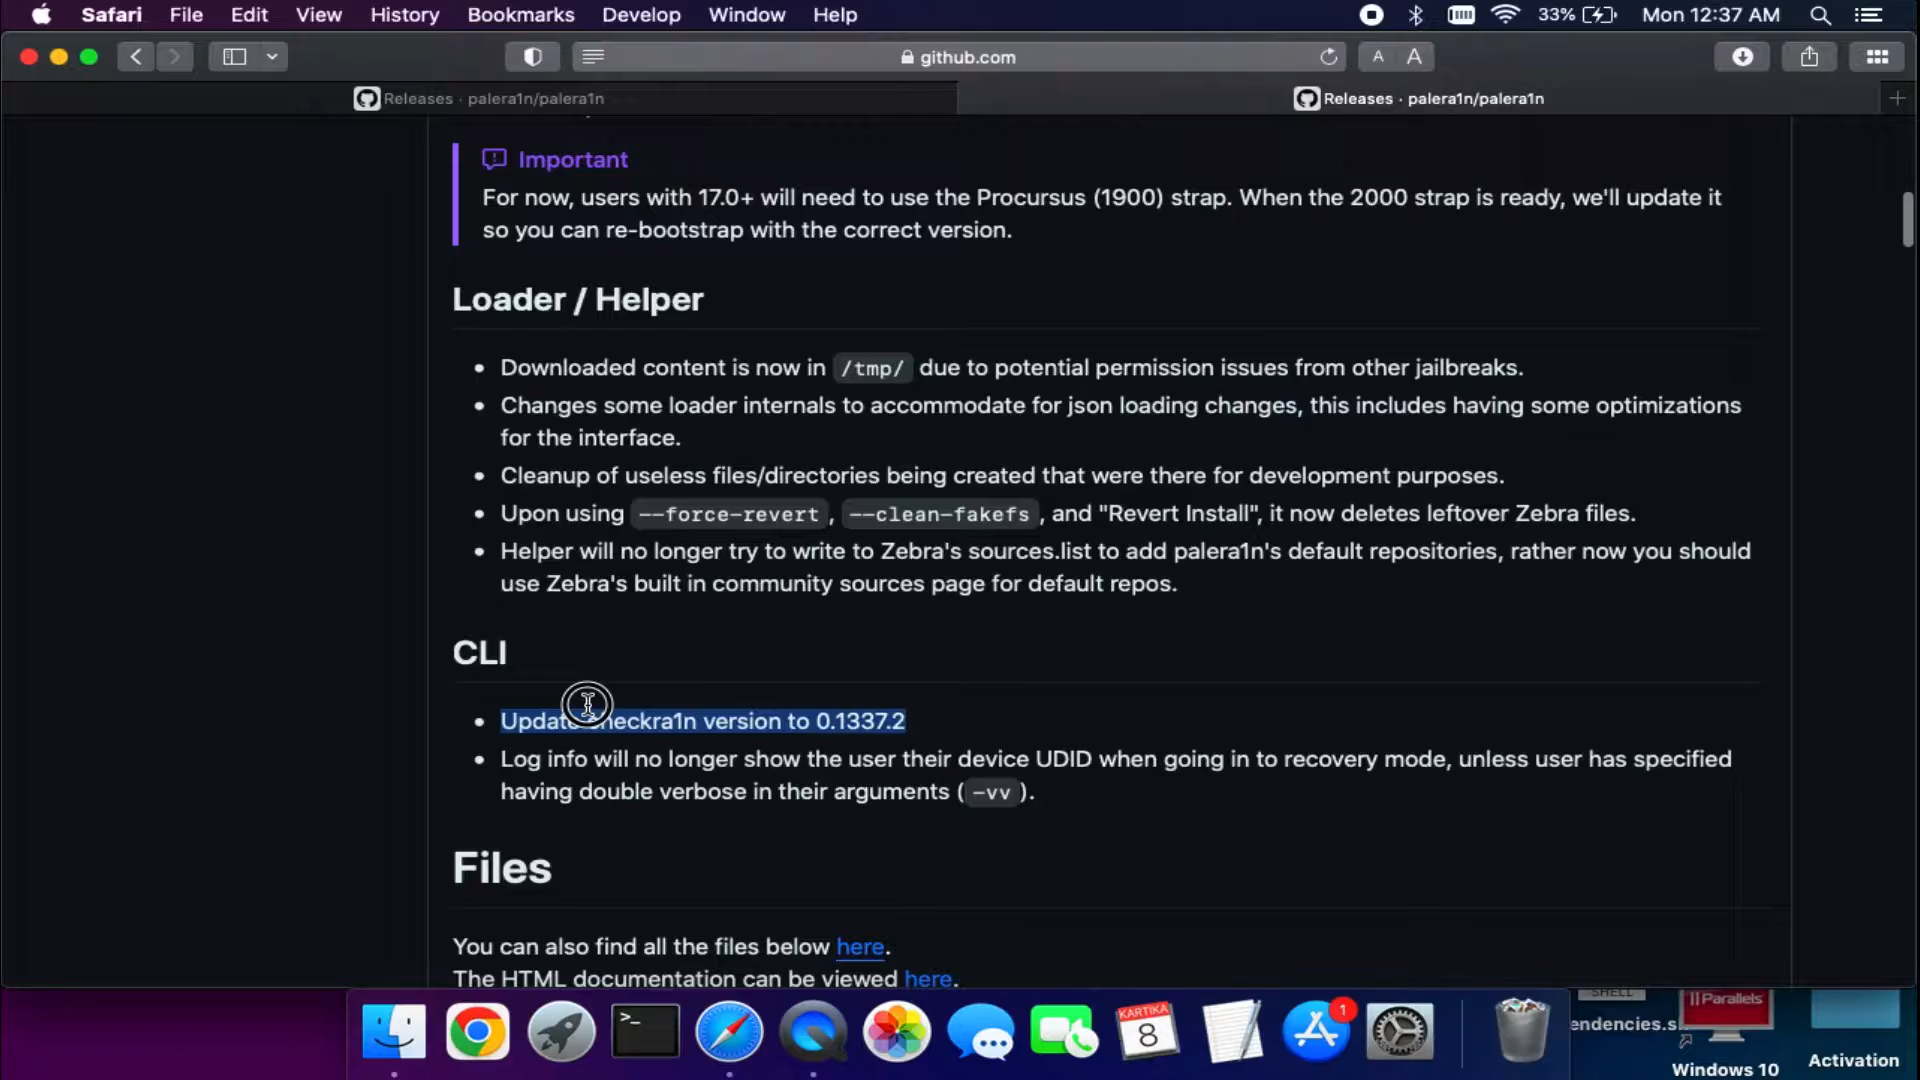 Safari File Edit View History Bookmarks Develop Window Help 33% Mon 12:37 AM
github.com A A
Releases · palera1n/palera1n Releases · palera1n/palera1n
Important
For now, users with 17.0+ will need to use the Procursus (1900) strap. When the 2000 strap is ready, we'll update it
so you can re-bootstrap with the correct version.
Loader / Helper
Downloaded content is now in /tmp/ due to potential permission issues from other jailbreaks.
Changes some loader internals to accommodate for json loading changes, this includes having some optimizations
for the interface.
Cleanup of useless files/directories being created that were there for development purposes.
Upon using --force-revert, --clean-fakefs, and "Revert Install", it now deletes leftover Zebra files.
Helper will no longer try to write to Zebra's sources.list to add palera1n's default repositories, rather now you should
use Zebra's built in community sources page for default repos.
CLI
Update checkra1n version to 0.1337.2
Log info will no longer show the user their device UDID when going in to recovery mode, unless user has specified
having double verbose in their arguments (-vv).
Files
You can also find all the files below here.
The HTML documentation can be viewed here.
SHELL
Parallels
KARTIKA
8
1
>_
Windows 10
Activation